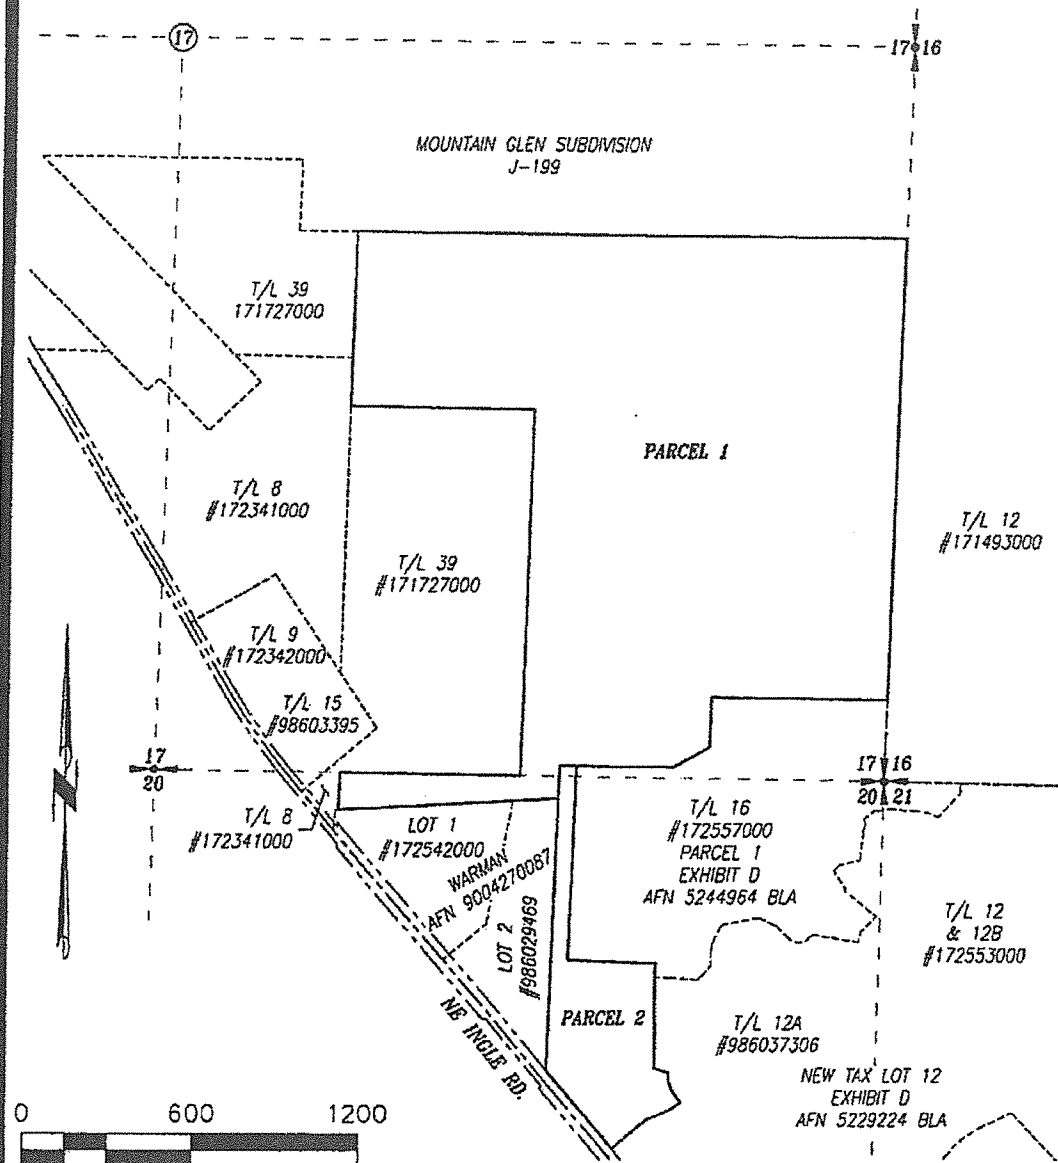 17
17 16
MOUNTAIN GLEN SUBDIVISION
J-199
T/L 39
171727000
PARCEL 1
T/L 8
#172341000
T/L 12
#171493000
T/L 39
#171727000
T/L 9
#172342000
T/L 15
#98603395
17
20
17 16
20 21
T/L 8
#172341000
LOT 1
#172542000
WARMAN
AFN 9004270087
LOT 2
#986029469
T/L 16
#172557000
PARCEL 1
EXHIBIT D
AFN 5244964 BLA
T/L 12
& 12B
#172553000
PARCEL 2
T/L 12A
#986037306
NE INGLE RD.
NEW TAX LOT 12
EXHIBIT D
AFN 5229224 BLA
Z
0 600 1200